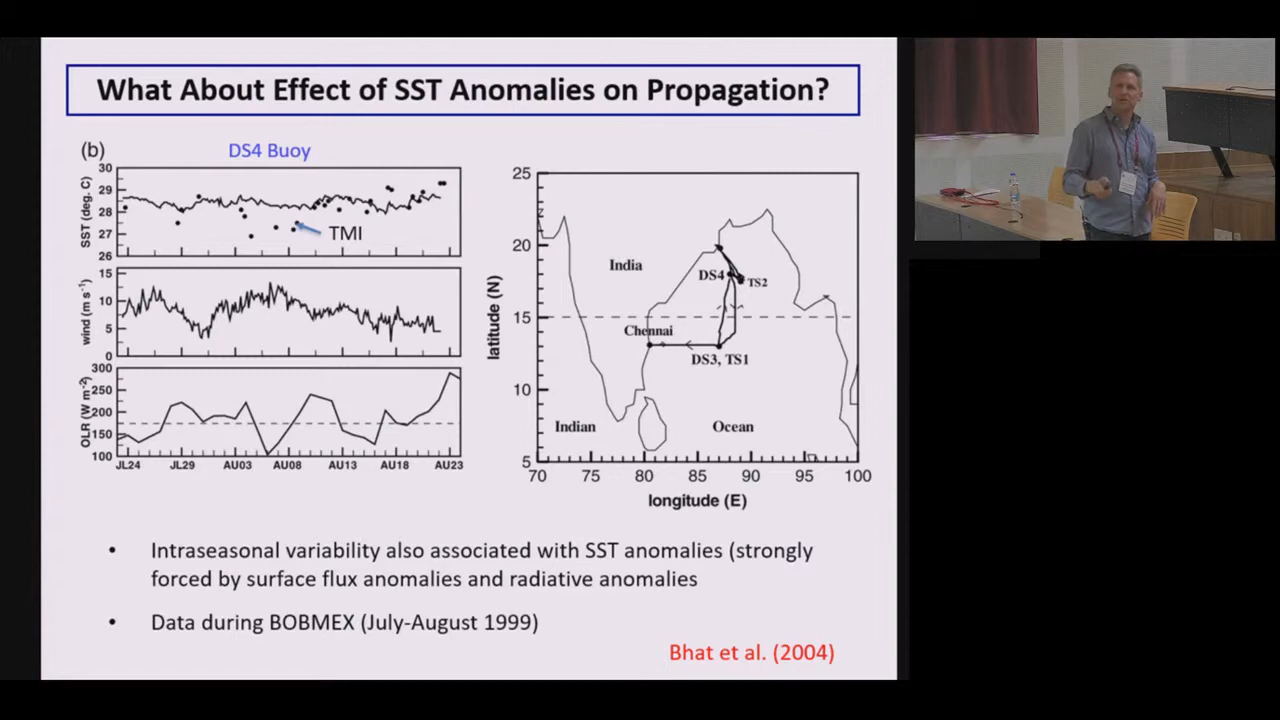 What About Effect of SST Anomalies on Propagation?
(b)
DS4 Buoy
30
29
28
27
26
SST (deg. C)
TMI
15
10
5
0
wind (m s⁻¹)
300
250
200
150
100
OLR (W m⁻²)
JL24 JL29 AU03 AU08 AU13 AU18 AU23
25
20
15
10
5
latitude (N)
India
DS4
TS2
Chennai
DS3, TS1
Indian Ocean
70 75 80 85 90 95 100
longitude (E)
• Intraseasonal variability also associated with SST anomalies (strongly
forced by surface flux anomalies and radiative anomalies
• Data during BOBMEX (July-August 1999)
Bhat et al. (2004)